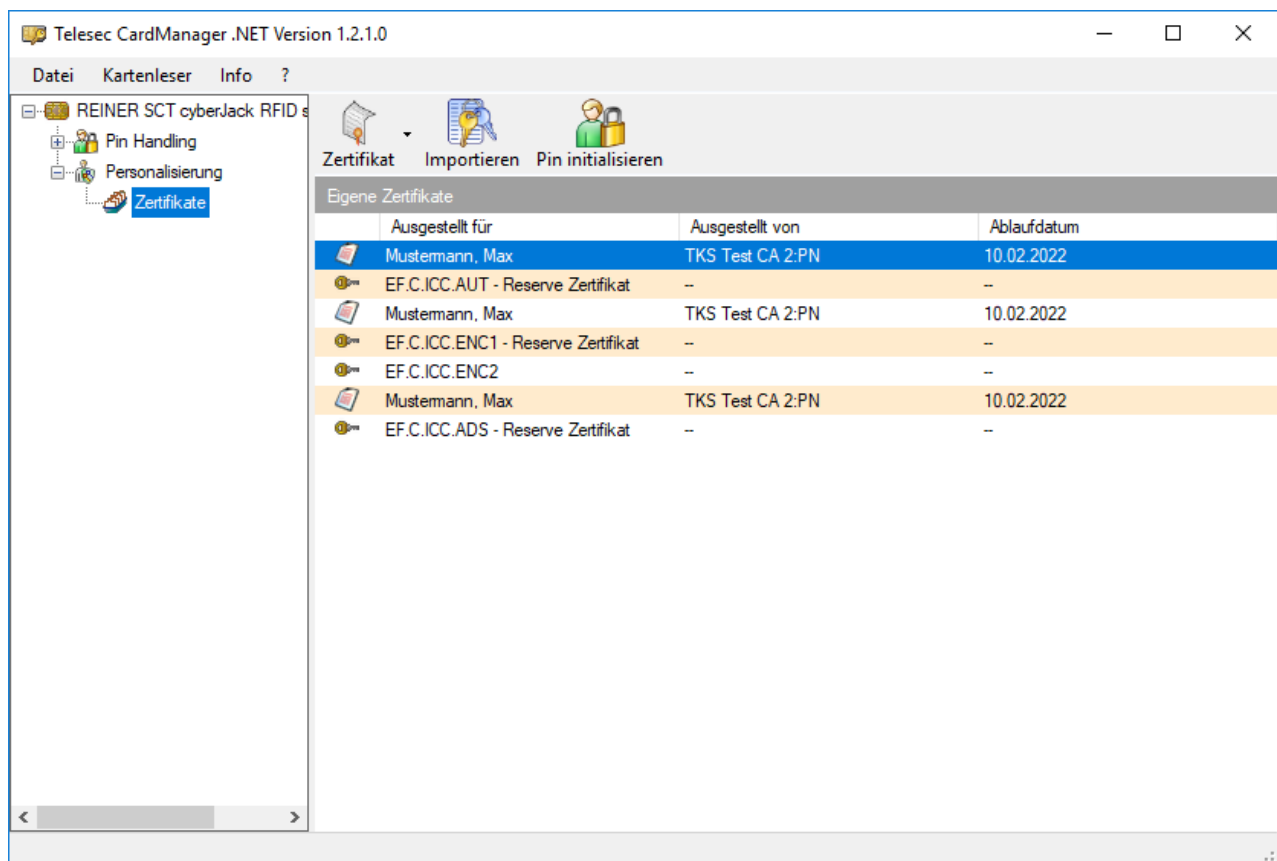 Telesec CardManager .NET Version 1.2.1.0
Datei Kartenleser Info ?
REINER SCT cyberJack RFID s
Pin Handling
Personalisierung
Zertifikate
Zertifikat Importieren Pin initialisieren
Eigene Zertifikate
Ausgestellt für Ausgestellt von Ablaufdatum
Mustermann, Max TKS Test CA 2:PN 10.02.2022
EF.C.ICC.AUT - Reserve Zertifikat -- --
Mustermann, Max TKS Test CA 2:PN 10.02.2022
EF.C.ICC.ENC1 - Reserve Zertifikat -- --
EF.C.ICC.ENC2 -- --
Mustermann, Max TKS Test CA 2:PN 10.02.2022
EF.C.ICC.ADS - Reserve Zertifikat -- --